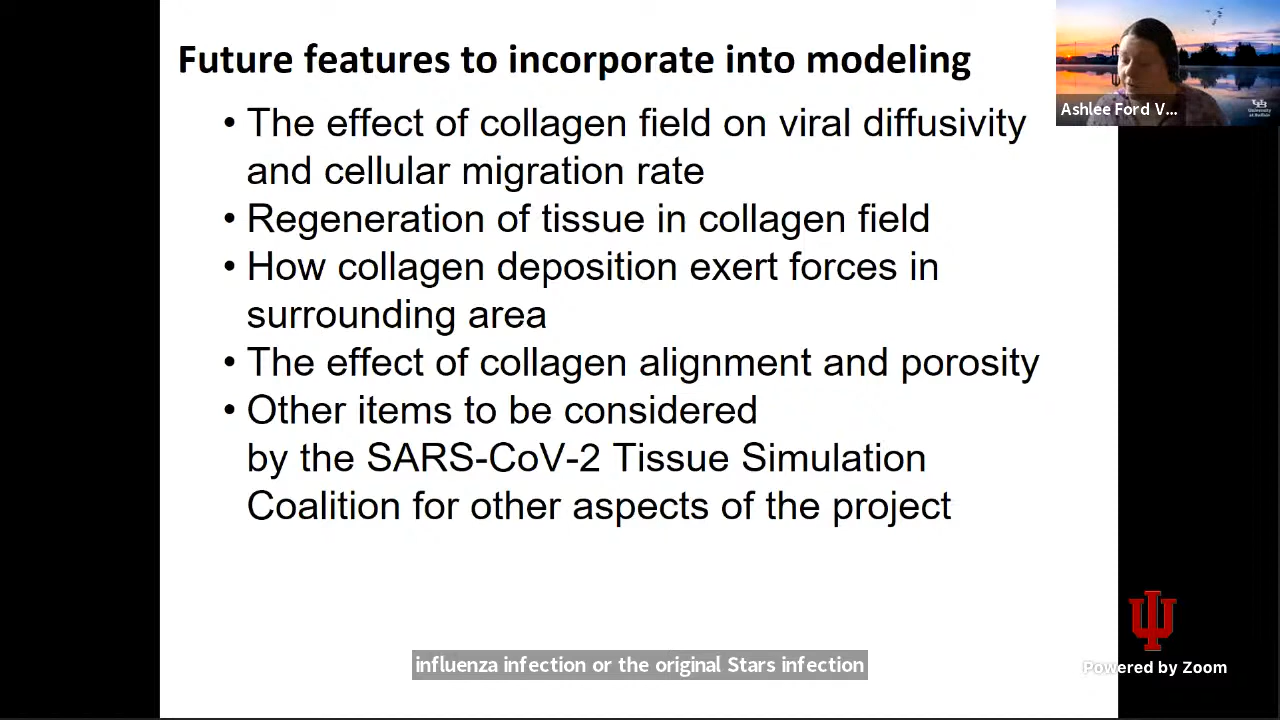 Future features to incorporate into modeling
• The effect of collagen field on viral diffusivity
and cellular migration rate
• Regeneration of tissue in collagen field
• How collagen deposition exert forces in
surrounding area
• The effect of collagen alignment and porosity
• Other items to be considered
by the SARS-CoV-2 Tissue Simulation
Coalition for other aspects of the project
Ashlee Ford V...
University
at Buffalo
influenza infection or the original Stars infection
Powered by Zoom